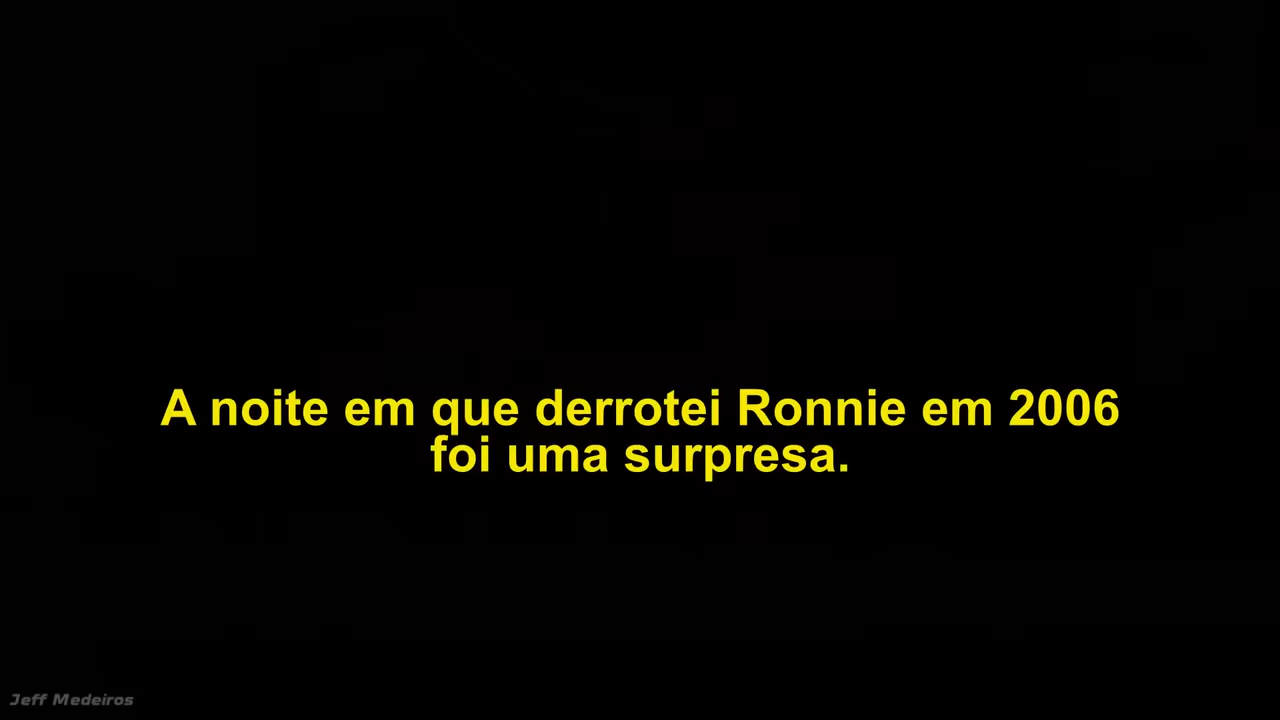 A noite em que derrotei Ronnie em 2006
foi uma surpresa.
Jeff Medeiros